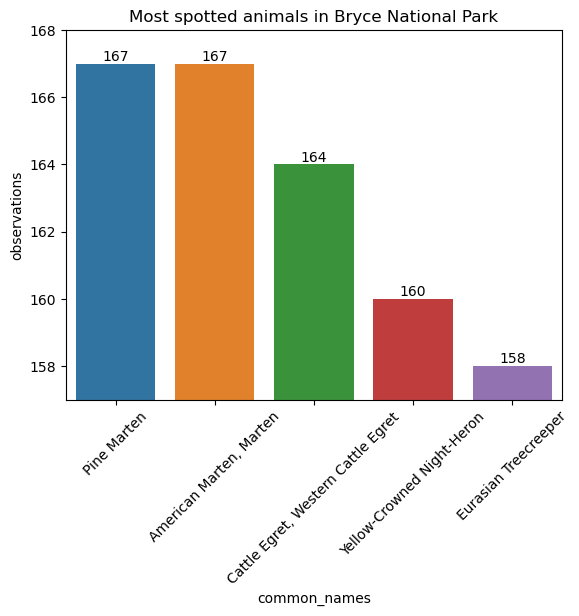 Most spotted animals in Bryce National Park
168
166
164
162
160
158
observations
167
167
164
160
158
Pine Marten
American Marten, Marten
Cattle Egret, Western Cattle Egret
Yellow-Crowned Night-Heron
Eurasian Treecreeper
common_names